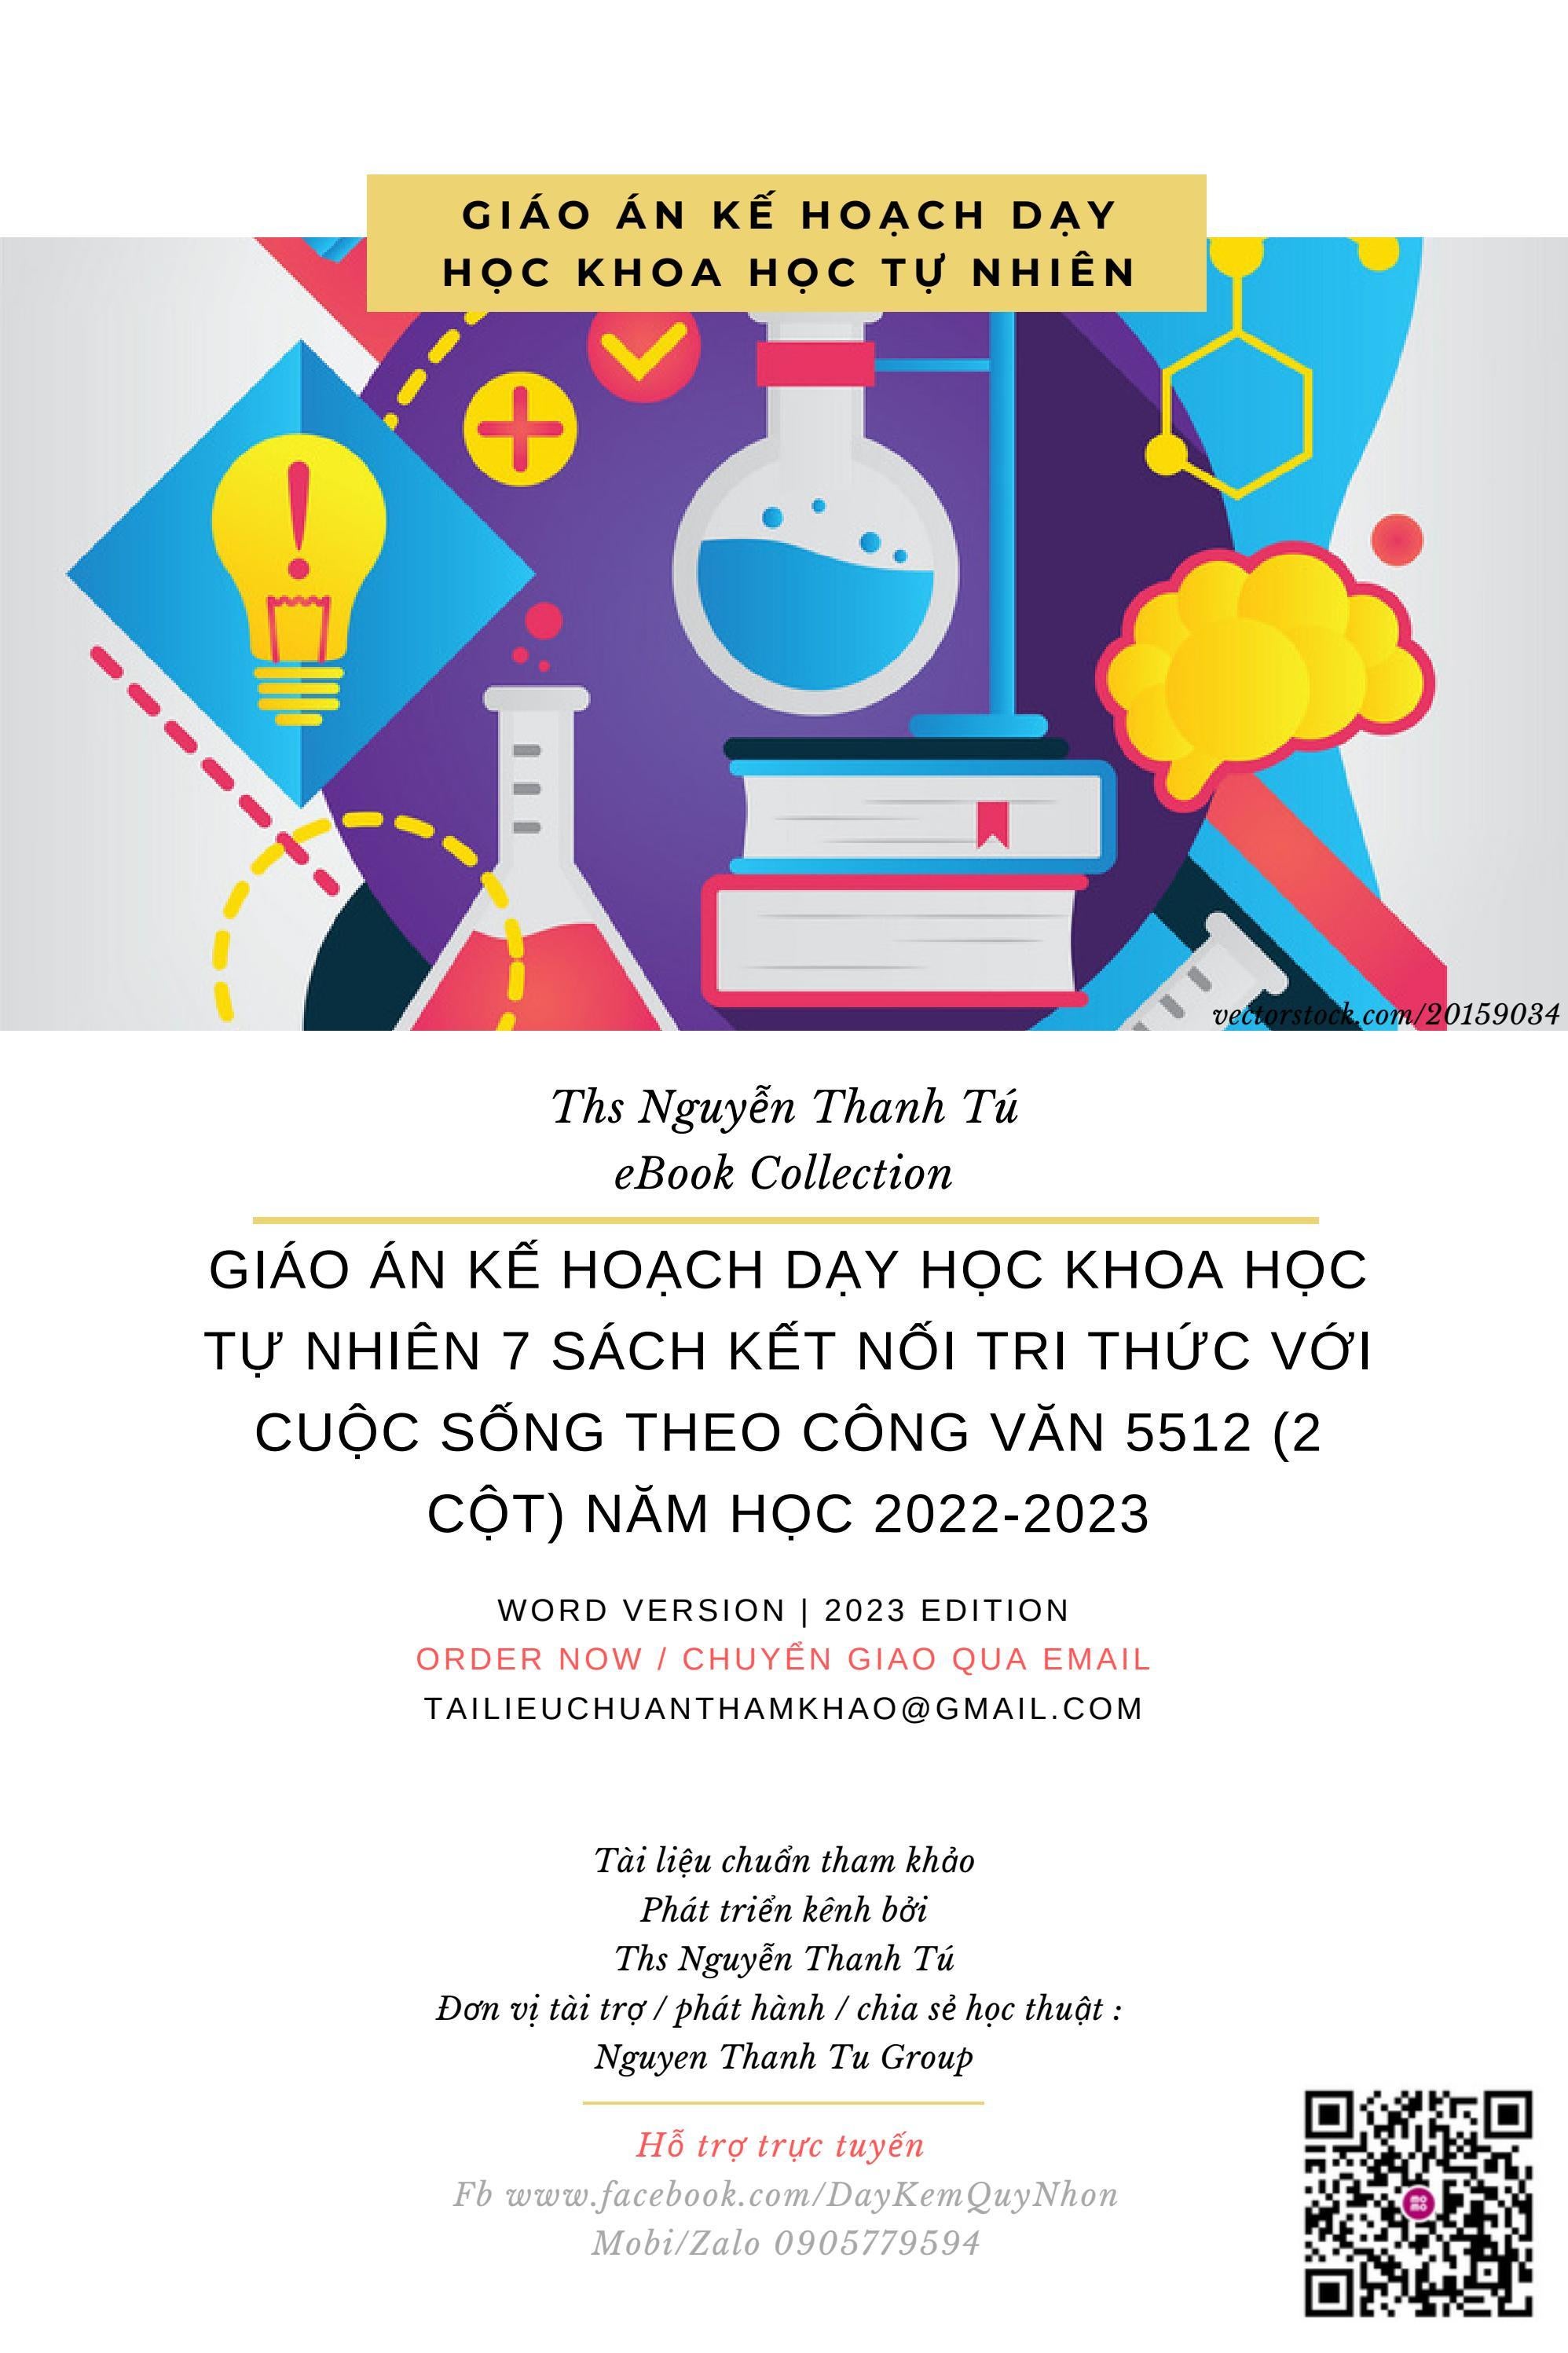 GIÁO ÁN KẾ HOẠCH DẠY
HỌC KHOA HỌC TỰ NHIÊN
vectorstock.com/20159034
Ths Nguyễn Thanh Tú
eBook Collection
GIÁO ÁN KẾ HOẠCH DẠY HỌC KHOA HỌC
TỰ NHIÊN 7 SÁCH KẾT NỐI TRI THỨC VỚI
CUỘC SỐNG THEO CÔNG VĂN 5512 (2
CỘT) NĂM HỌC 2022-2023
WORD VERSION | 2023 EDITION
ORDER NOW / CHUYỂN GIAO QUA EMAIL
TAILIEUCHUANTHAMKHAO@GMAIL.COM
Tài liệu chuẩn tham khảo
Phát triển kênh bởi
Ths Nguyễn Thanh Tú
Đơn vị tài trợ / phát hành / chia sẻ học thuật :
Nguyen Thanh Tu Group
Hỗ trợ trực tuyến
Fb www.facebook.com/DayKemQuyNhon
Mobi/Zalo 0905779594
mo
mo